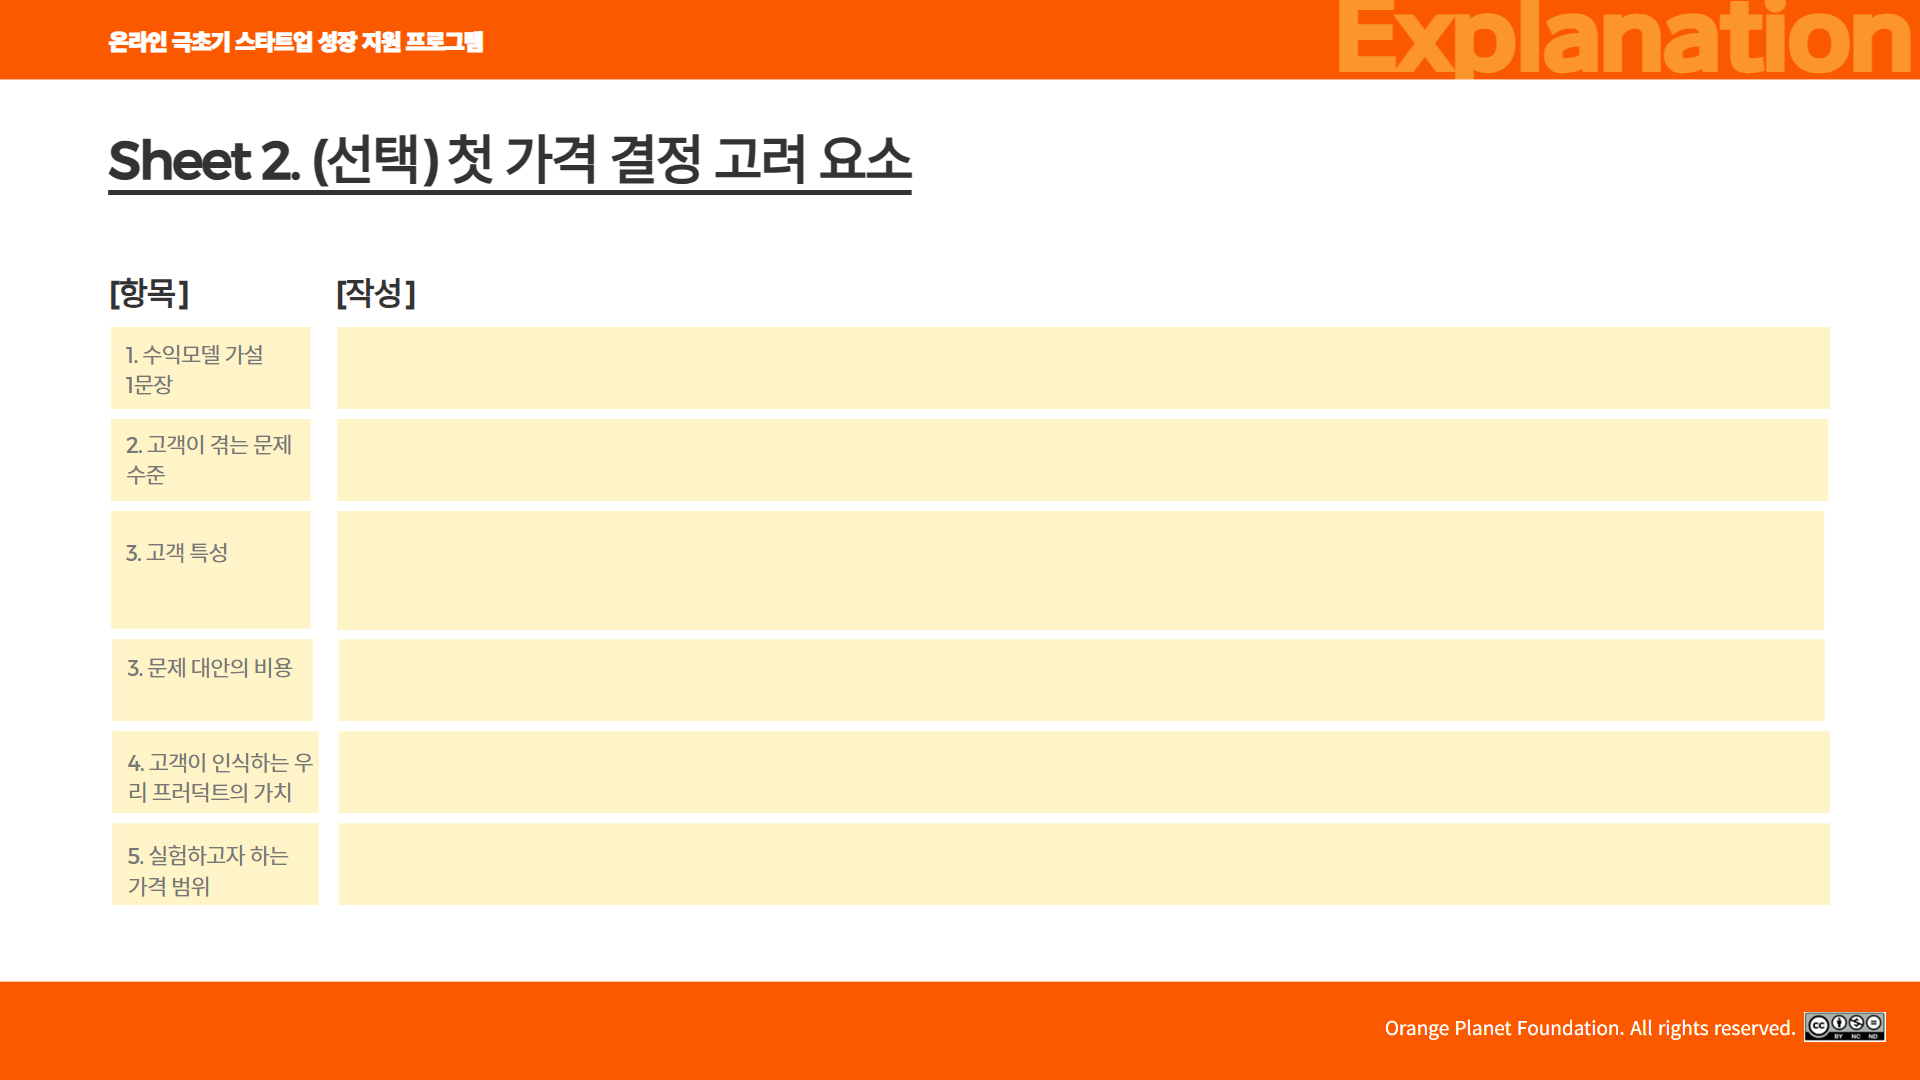 온라인 극초기 스타트업 성장 지원 프로그램
Explanation
Sheet 2. (선택) 첫 가격 결정 고려 요소
[항목]
[작성]
1. 수익모델 가설
1문장
2. 고객이 겪는 문제
수준
3. 고객 특성
3. 문제 대안의 비용
4. 고객이 인식하는 우
리 프러덕트의 가치
5. 실험하고자 하는
가격 범위
Orange Planet Foundation. All rights reserved.
cc
BY NC ND